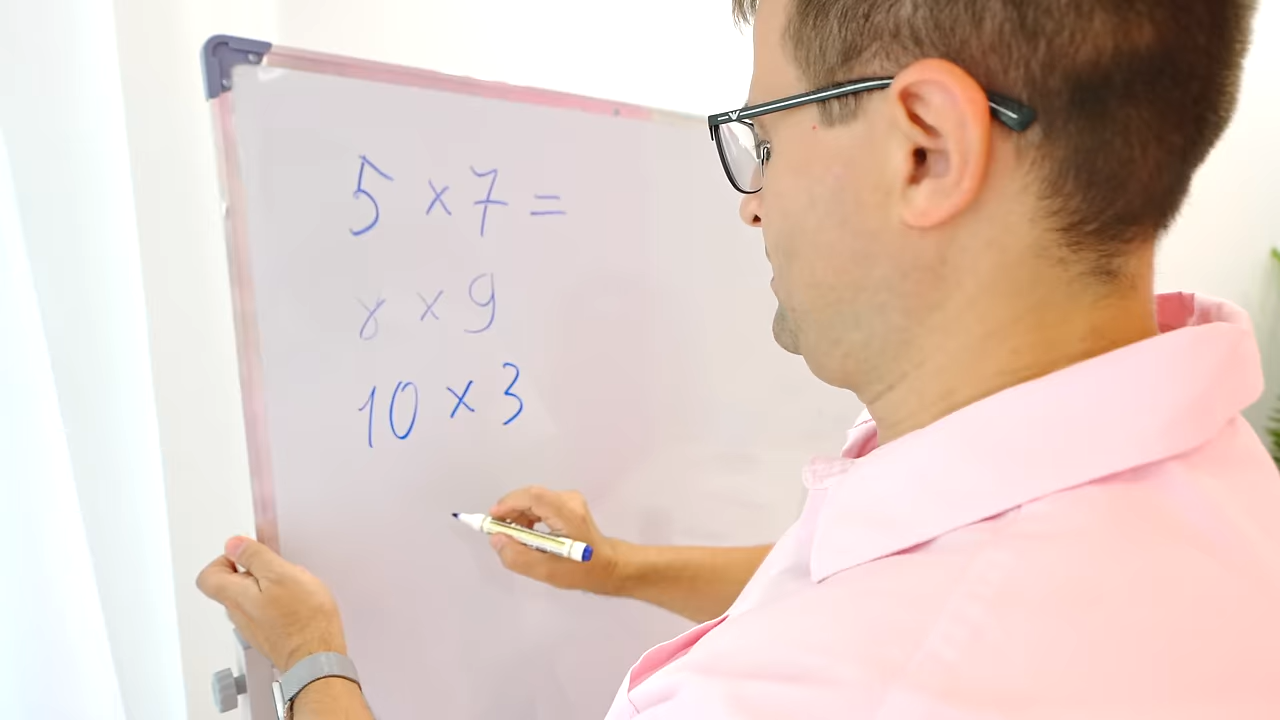 5 × 7 =
8 × 9
10 × 3